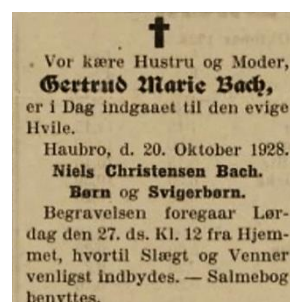 Vor kære Hustru og Moder,
Gertrud Marie Bach,
er i Dag indgaaet til den evige
Hvile.
Haubro, d. 20. Oktober 1928.
Niels Christensen Bach.
Børn og Svigerbørn.
Begravelsen foregaar Lør-
dag den 27. ds. Kl. 12 fra Hjem-
met, hvortil Slægt og Venner
venligst indbydes. — Salmebog
benyttes.